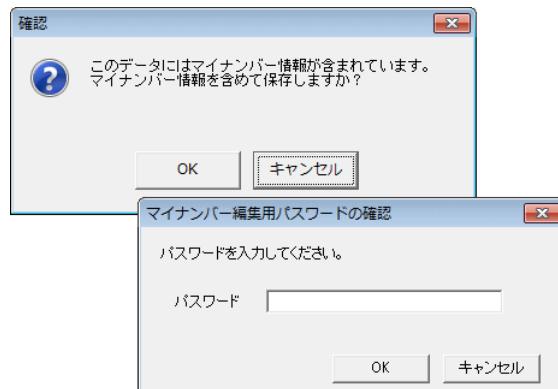 確認
このデータにはマイナンバー情報が含まれています。
マイナンバー情報を含めて保存しますか？
OK
キャンセル
マイナンバー編集用パスワードの確認
パスワードを入力してください。
パスワード
OK
キャンセル